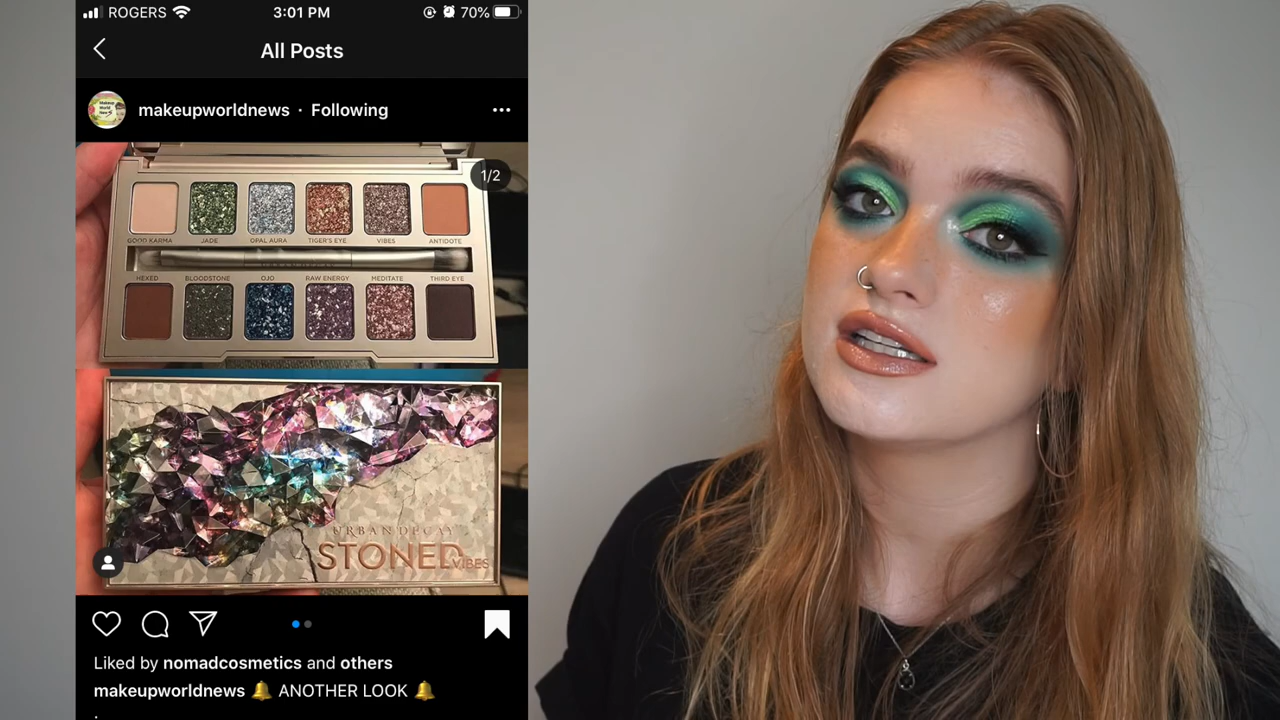 ROGERS 3:01 PM 70%
All Posts
makeupworldnews · Following
1/2
GOOD KARMA JADE OPAL AURA TIGER'S EYE VIBES ANTIDOTE
HEXED BLOODSTONE OJO RAW ENERGY MEDITATE THIRD EYE
URBAN DECAY
STONED VIBES
Liked by nomadcosmetics and others
makeupworldnews 🔔 ANOTHER LOOK 🔔
.